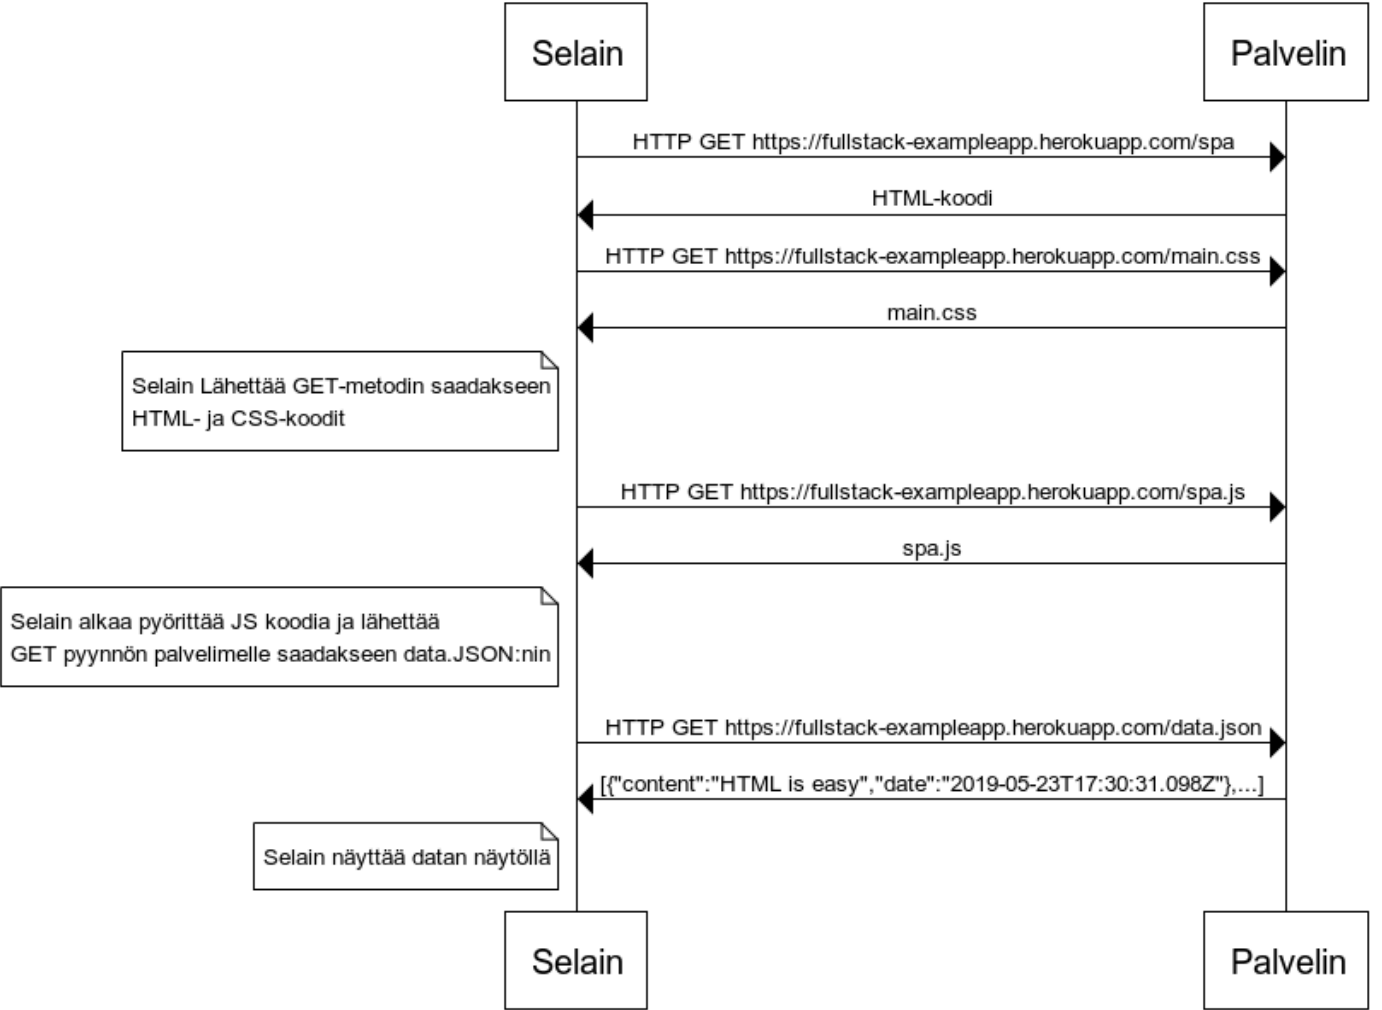 Selain
Palvelin
HTTP GET https://fullstack-exampleapp.herokuapp.com/spa
HTML-koodi
HTTP GET https://fullstack-exampleapp.herokuapp.com/main.css
main.css
Selain Lähettää GET-metodin saadakseen
HTML- ja CSS-koodit
HTTP GET https://fullstack-exampleapp.herokuapp.com/spa.js
spa.js
Selain alkaa pyörittää JS koodia ja lähettää
GET pyynnön palvelimelle saadakseen data.JSON:nin
HTTP GET https://fullstack-exampleapp.herokuapp.com/data.json
[{"content":"HTML is easy","date":"2019-05-23T17:30:31.098Z"},...]
Selain näyttää datan näytöllä
Selain
Palvelin